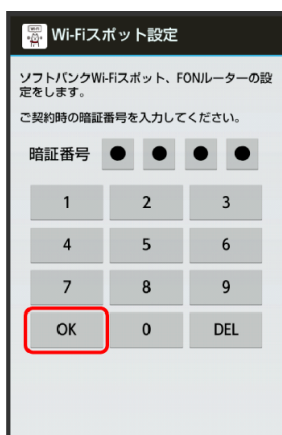 Wi-Fiスポット設定
ソフトバンクWi-Fiスポット、FONルーターの設
定をします。
ご契約時の暗証番号を入力してください。
暗証番号 ● ● ● ●
1 2 3
4 5 6
7 8 9
OK 0 DEL